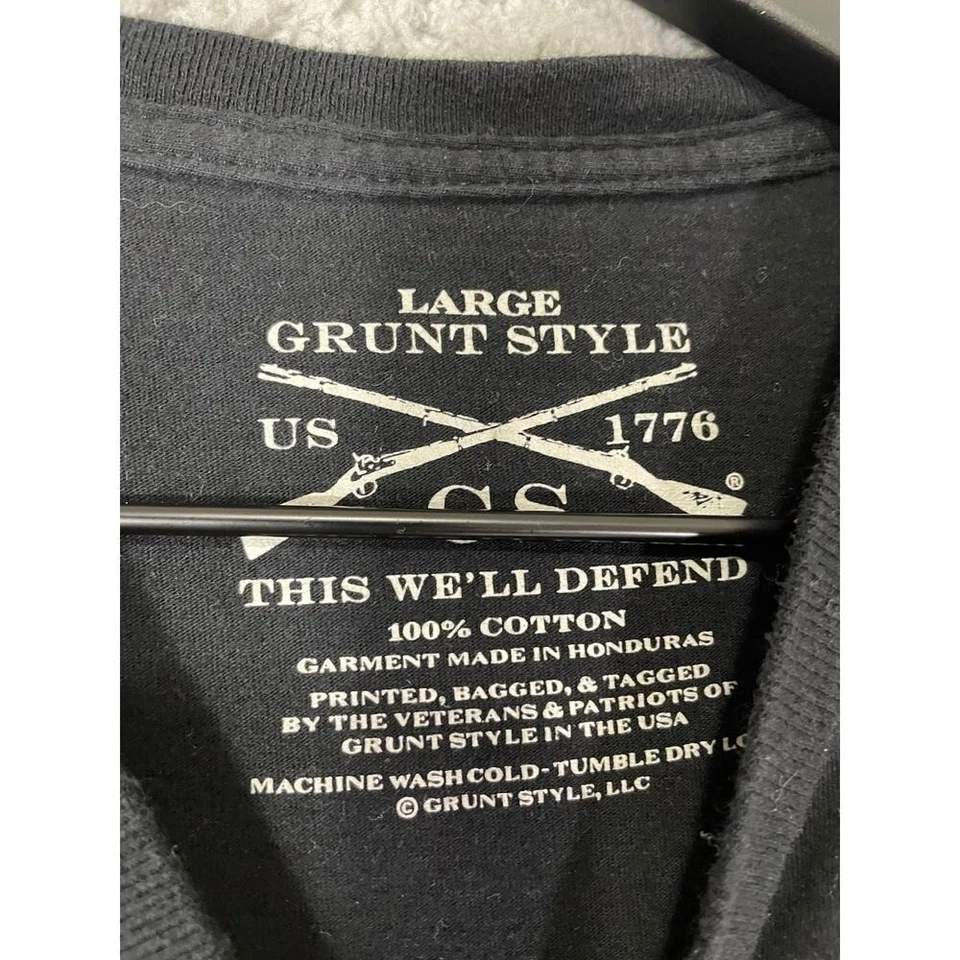 LARGE
GRUNT STYLE
US 1776
GS
®
THIS WE'LL DEFEND
100% COTTON
GARMENT MADE IN HONDURAS
PRINTED, BAGGED, & TAGGED
BY THE VETERANS & PATRIOTS OF
GRUNT STYLE IN THE USA
MACHINE WASH COLD - TUMBLE DRY
© GRUNT STYLE, LLC